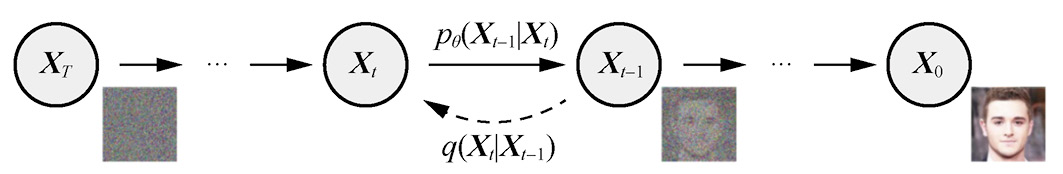 p_θ(X_{t−1}|X_t)
X_T … X_t X_{t−1} … X_0
q(X_t|X_{t−1})